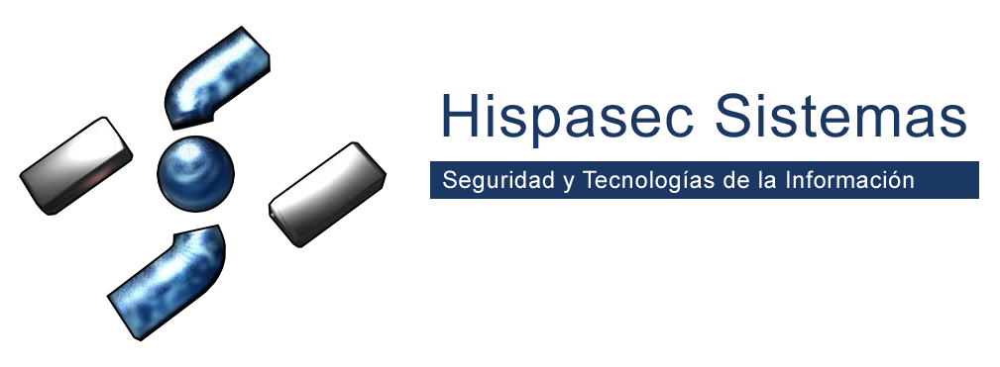 Hispasec Sistemas
Seguridad y Tecnologías de la Información